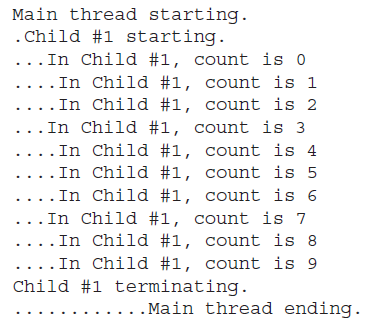 Main thread starting.
.Child #1 starting.
...In Child #1, count is 0
....In Child #1, count is 1
....In Child #1, count is 2
...In Child #1, count is 3
....In Child #1, count is 4
....In Child #1, count is 5
....In Child #1, count is 6
...In Child #1, count is 7
....In Child #1, count is 8
....In Child #1, count is 9
Child #1 terminating.
............Main thread ending.